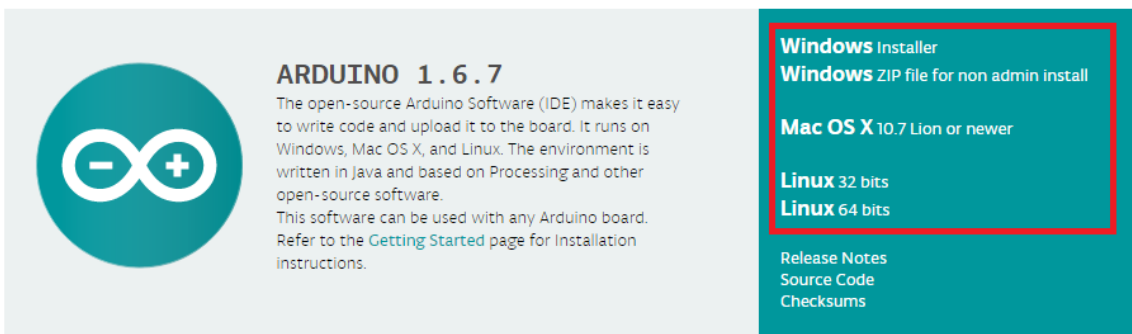 ARDUINO 1.6.7
The open-source Arduino Software (IDE) makes it easy
to write code and upload it to the board. It runs on
Windows, Mac OS X, and Linux. The environment is
written in Java and based on Processing and other
open-source software.
This software can be used with any Arduino board.
Refer to the Getting Started page for Installation
instructions.
Windows Installer
Windows ZIP file for non admin install
Mac OS X 10.7 Lion or newer
Linux 32 bits
Linux 64 bits
Release Notes
Source Code
Checksums